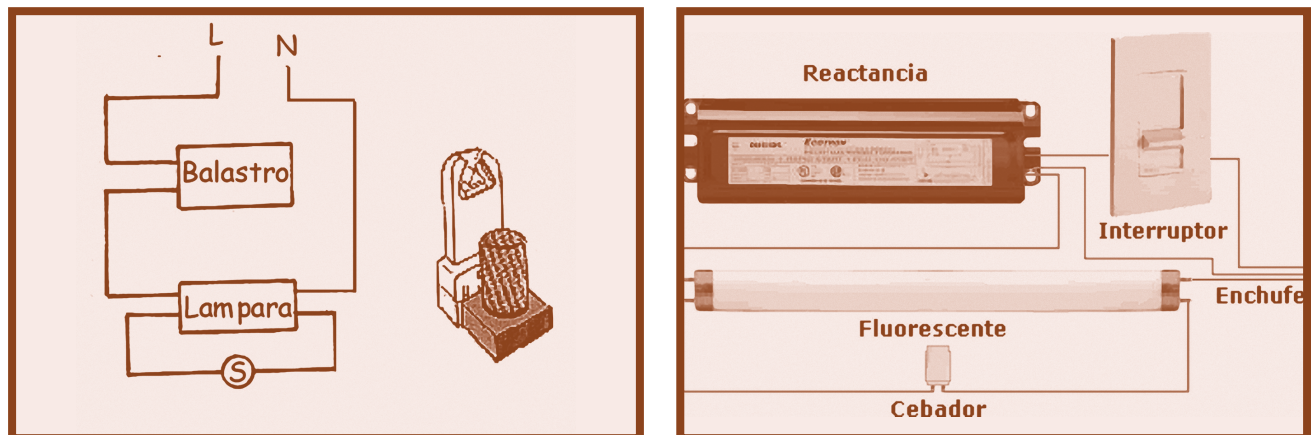 L
N
Balastro
Lampara
S
Reactancia
Interruptor
Enchufe
Fluorescente
Cebador